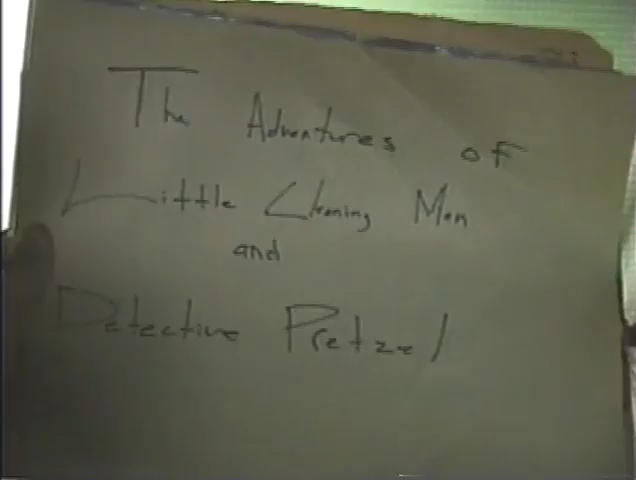 The Adventures of
Little Cleaning Man
and
Detective Pretzel